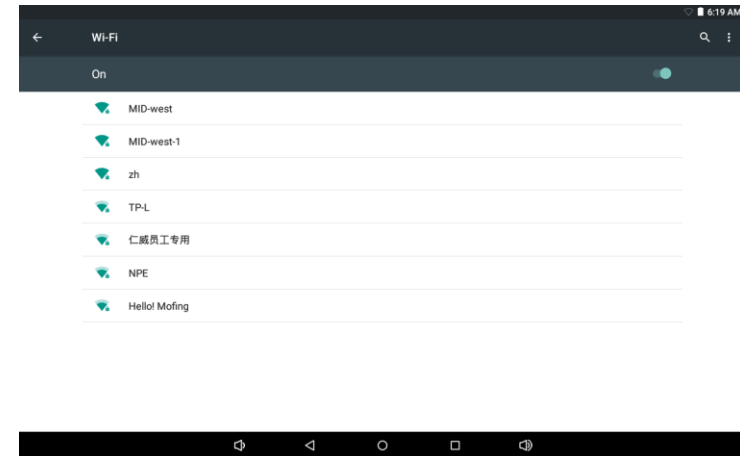 6:19 AM
Wi-Fi
On
MID-west
MID-west-1
zh
TP-L
仁威员工专用
NPE
Hello! Mofing